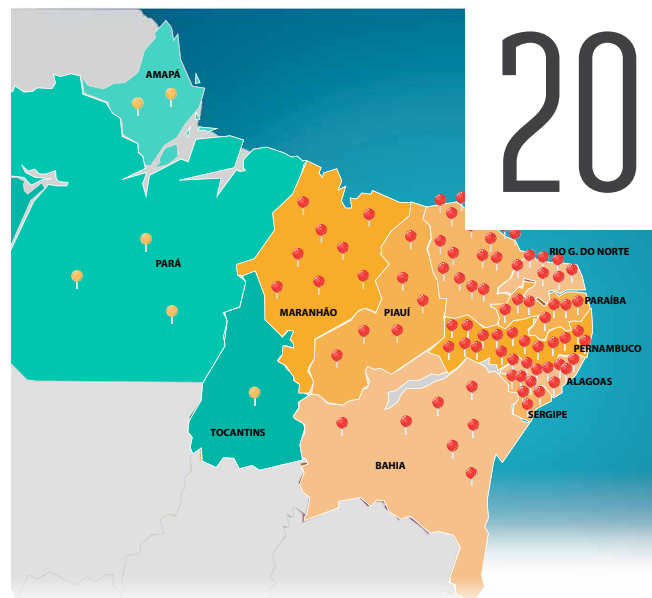 20
AMAPÁ
RIO G. DO NORTE
PARÁ
PARAÍBA
MARANHÃO
PIAUÍ
PERNAMBUCO
ALAGOAS
SERGIPE
TOCANTINS
BAHIA